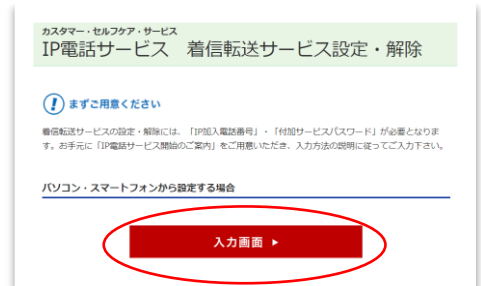 カスタマー・セルフケア・サービス
IP電話サービス　着信転送サービス設定・解除
まずご用意ください
着信転送サービスの設定・解除には、「IP加入電話番号」・「付加サービスパスワード」が必要となりま
す。お手元に「IP電話サービス開始のご案内」をご用意いただき、入力方法の説明に従ってご入力下さい。
パソコン・スマートフォンから設定する場合
入力画面 ▶